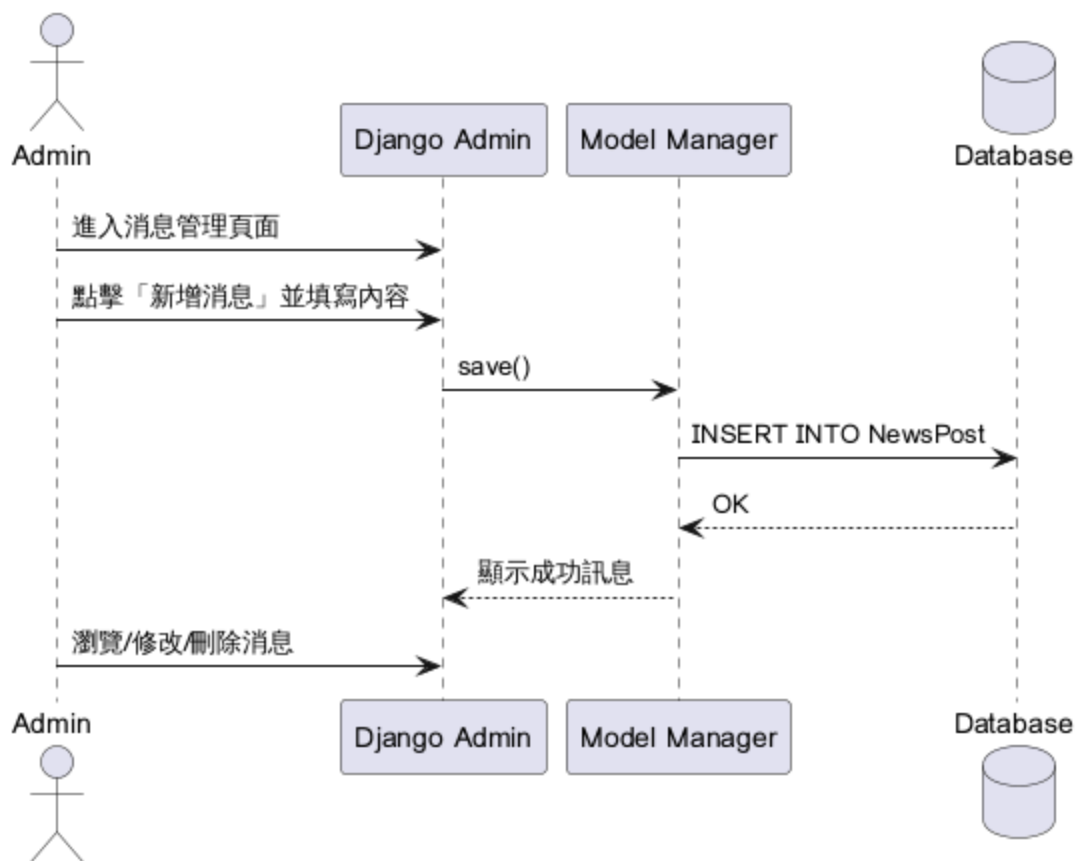 Admin
Django Admin
Model Manager
Database
進入消息管理頁面
點擊「新增消息」並填寫內容
save()
INSERT INTO NewsPost
OK
顯示成功訊息
瀏覽/修改/刪除消息
Admin
Django Admin
Model Manager
Database